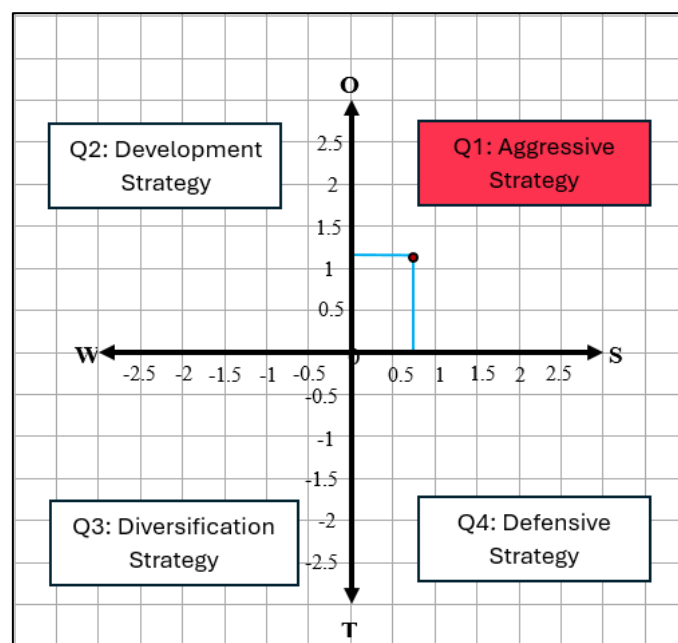 O
Q2: Development
Strategy
Q1: Aggressive
Strategy
2.5
2
1.5
1
0.5
W
0
S
-2.5 -2 -1.5 -1 -0.5
0.5 1 1.5 2 2.5
-0.5
-1
-1.5
-2
-2.5
Q3: Diversification
Strategy
Q4: Defensive
Strategy
T